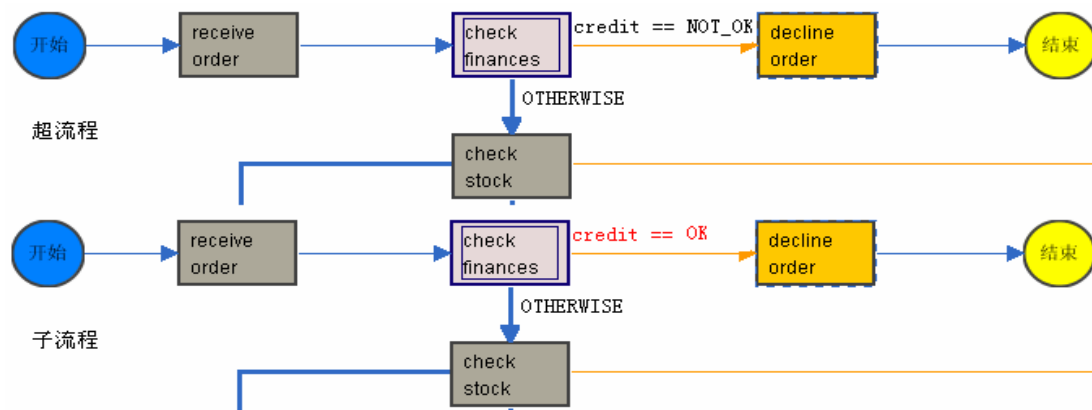 开始
receive
order
check
finances
credit == NOT_OK
decline
order
结束
OTHERWISE
超流程
check
stock
开始
receive
order
check
finances
credit == OK
decline
order
结束
OTHERWISE
子流程
check
stock